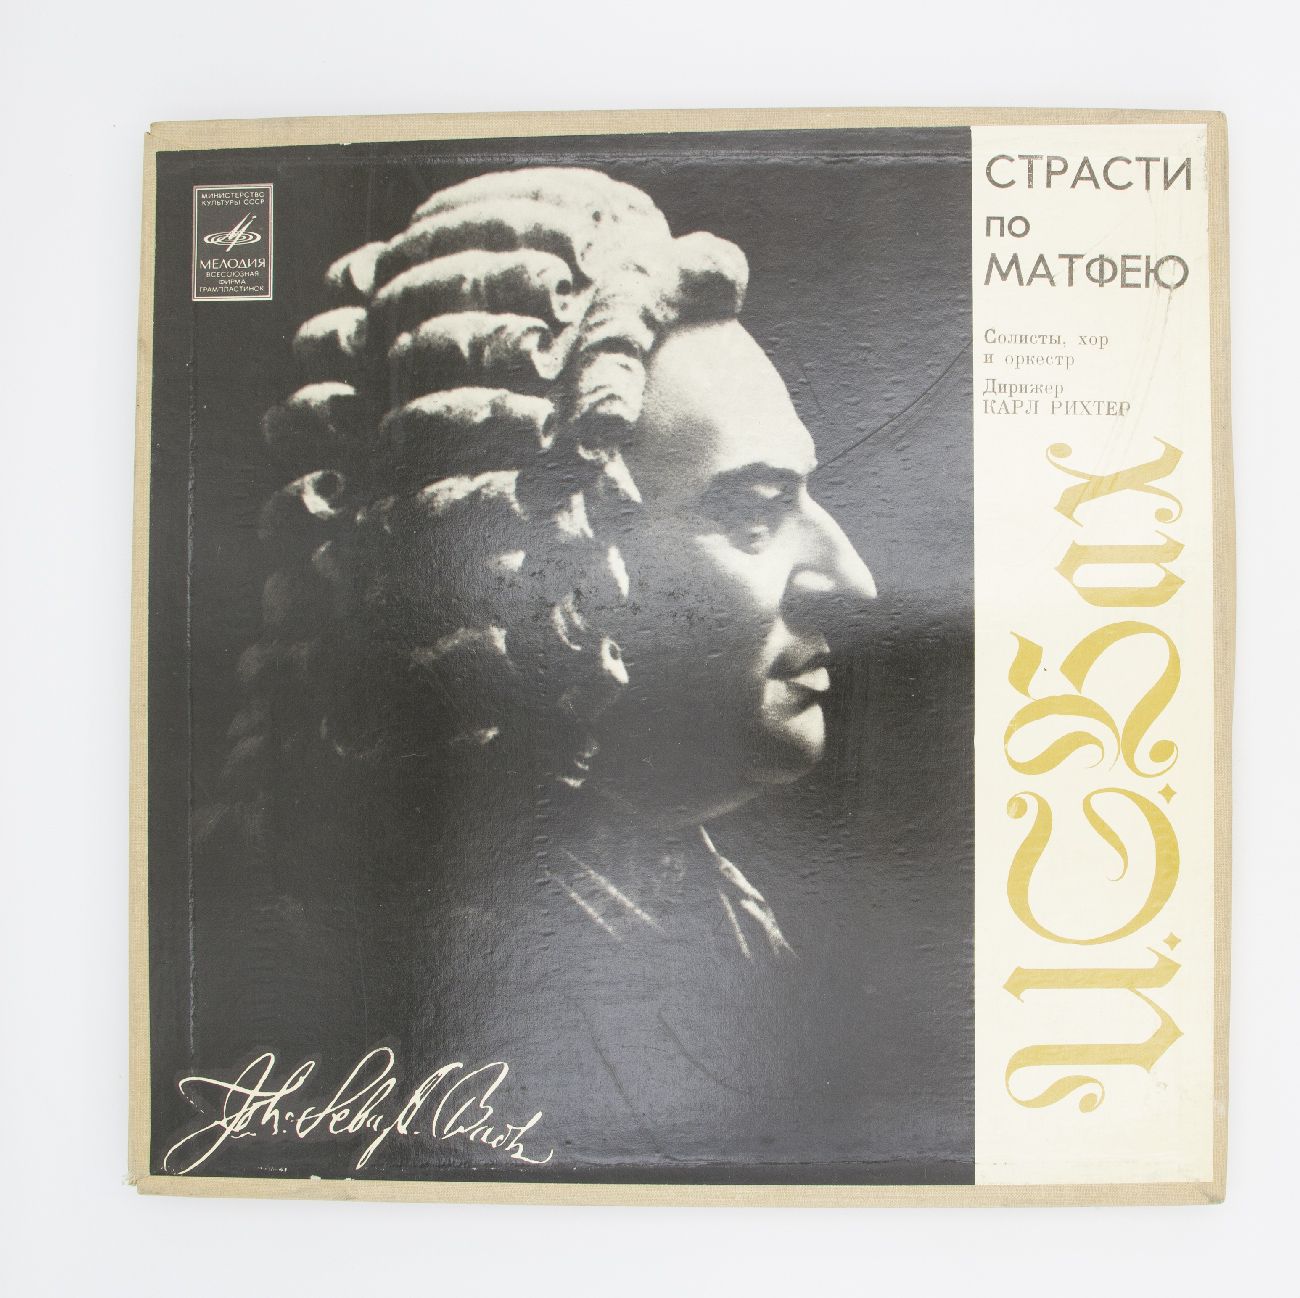 МИНИСТЕРСТВО
КУЛЬТУРЫ СССР
МЕЛОДИЯ
ВСЕСОЮЗНАЯ
ФИРМА
ГРАМПЛАСТИНОК
СТРАСТИ
ПО
МАТФЕЮ
Солисты, хор
и оркестр
Дирижер
КАРЛ РИХТЕР
И.С.Бах
Joh. Sebast. Bach